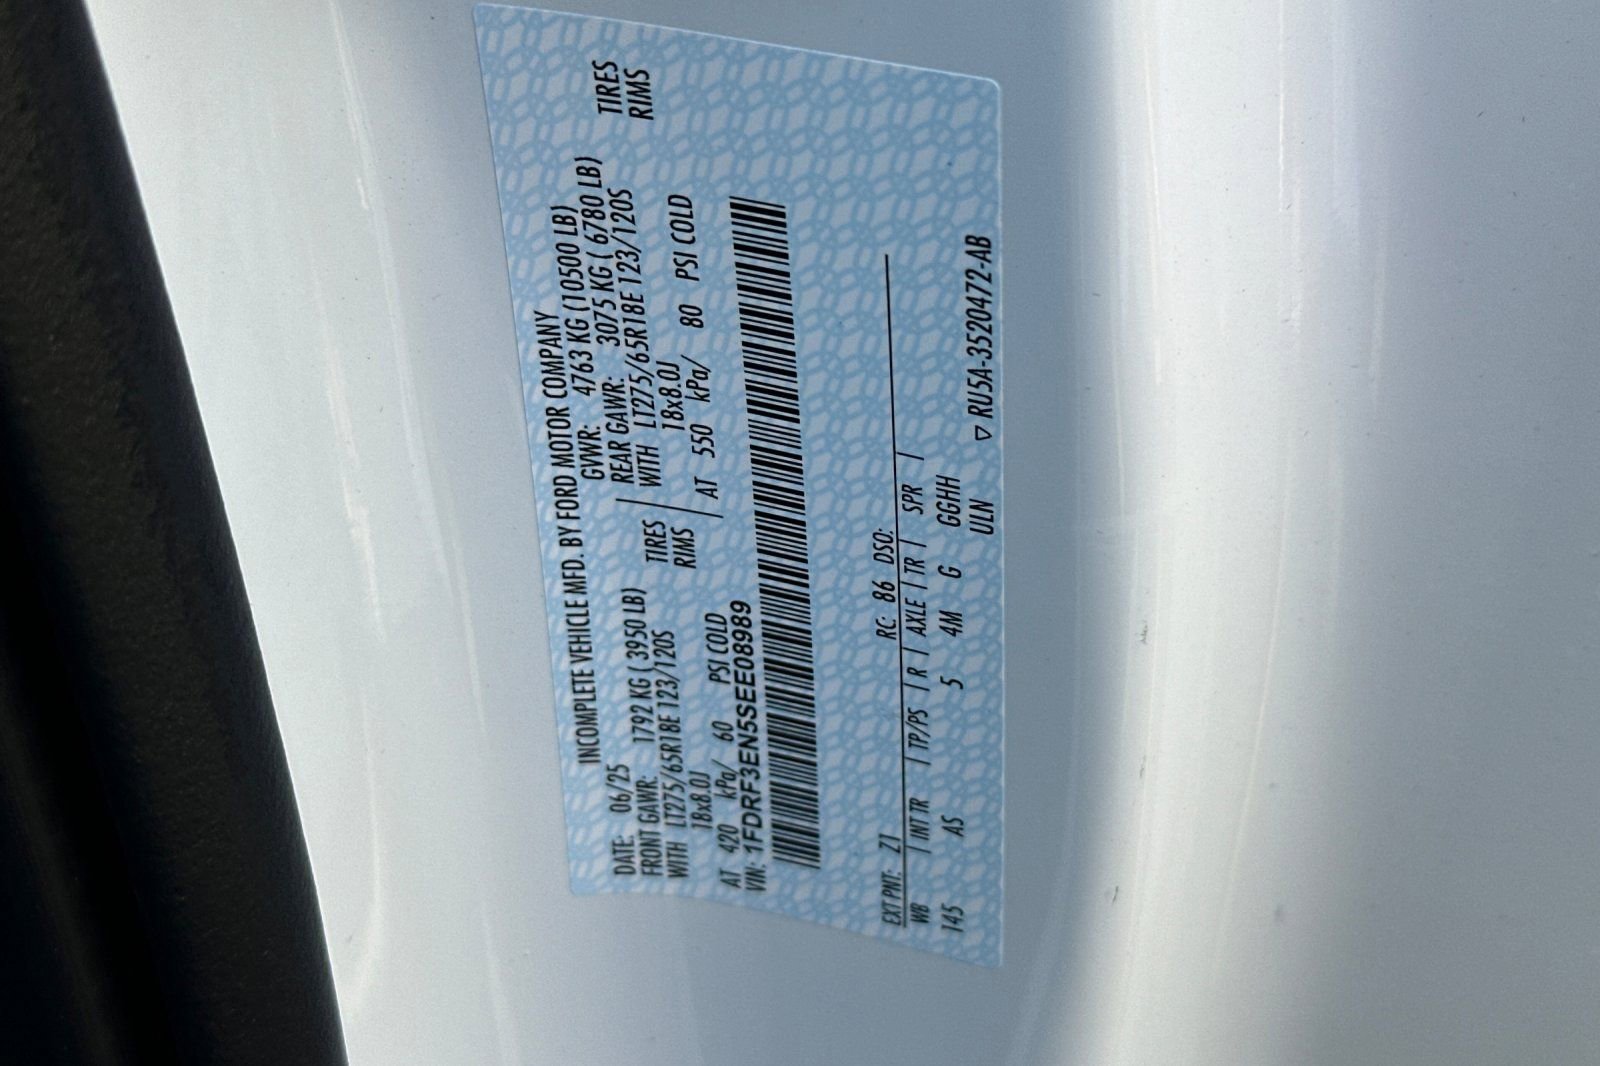 INCOMPLETE VEHICLE MFD. BY FORD MOTOR COMPANY
DATE: 06/25 GVWR: 4763 KG (10500 LB)
FRONT GAWR: 1792 KG ( 3950 LB) REAR GAWR: 3075 KG ( 6780 LB)
WITH LT275/65R18E 123/120S TIRES WITH LT275/65R18E 123/120S TIRES
18x8.0J RIMS 18x8.0J RIMS
AT 420 kPa/ 60 PSI COLD AT 550 kPa/ 80 PSI COLD
VIN: 1FDRF3EN5SEE08989
EXT PNT: Z1 RC: 86 DSO:
WB | INT TR | TP/PS | R | AXLE | TR | SPR |
145 AS 5 4M G GGHH
ULN ▽ RU5A-3520472-AB